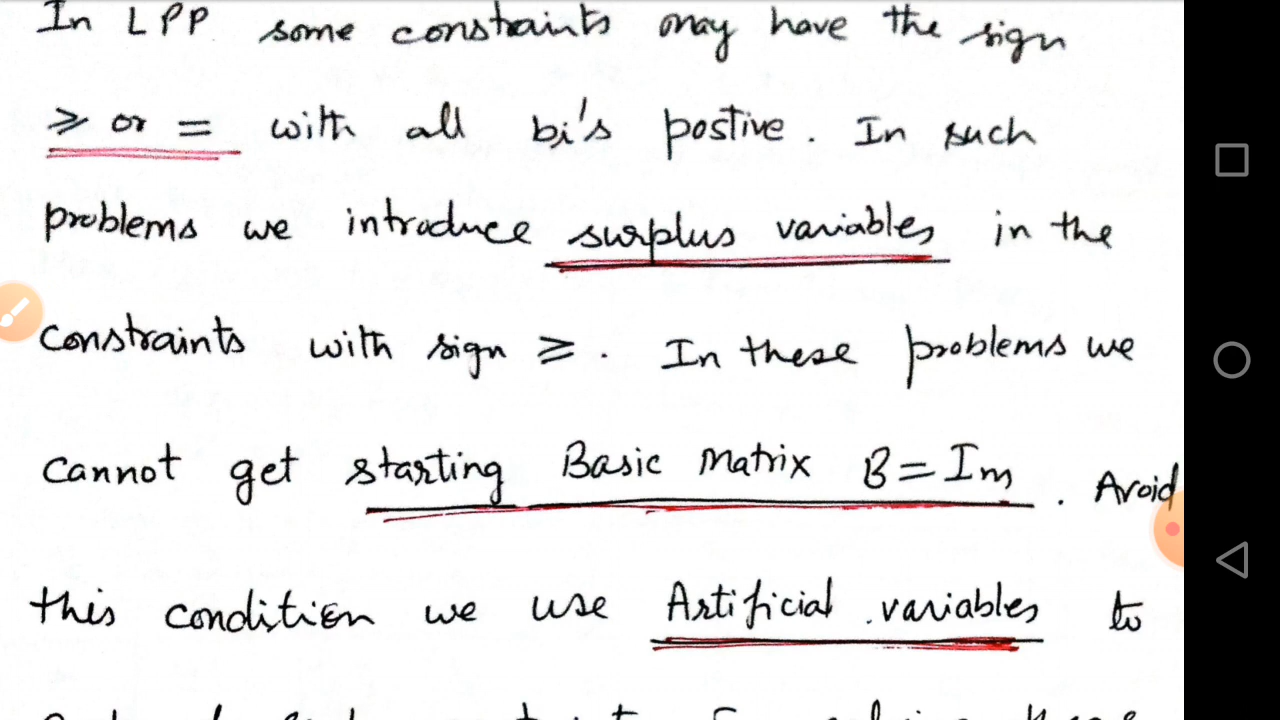 In LPP some constraints may have the sign
≥ or = with all bi's postive. In such
problems we introduce surplus variables in the
constraints with sign ≥. In these problems we
cannot get starting Basic Matrix B = Im. Avoid
this condition we use Artificial variables to